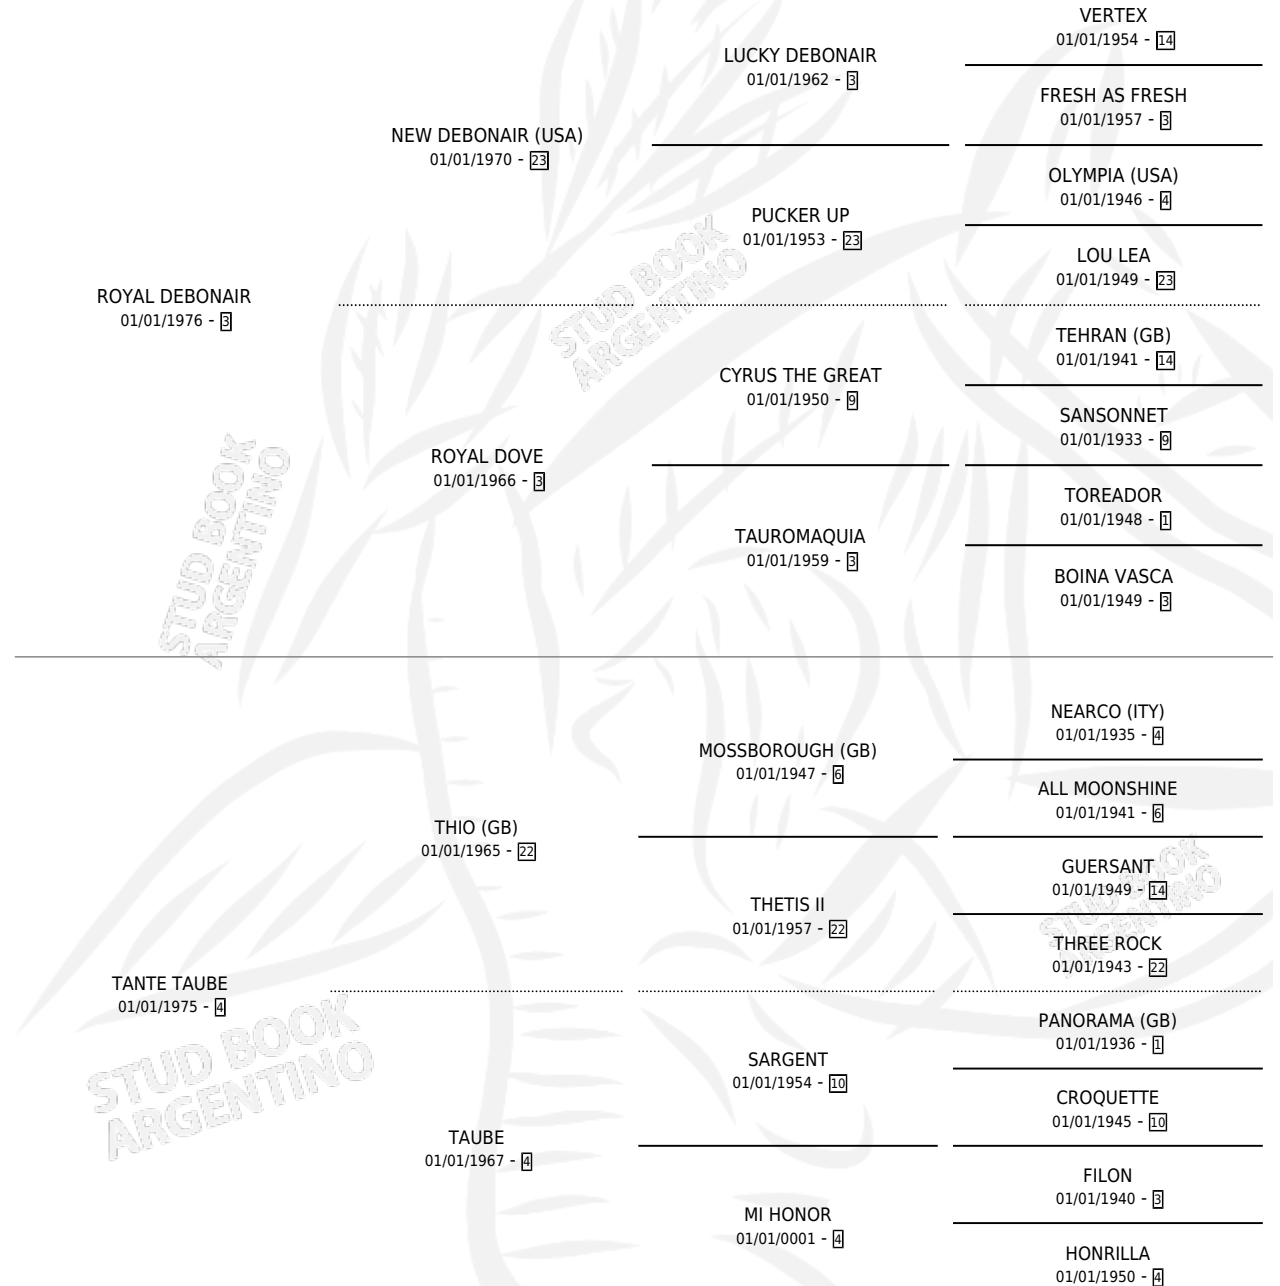 VERTEX
01/01/1954 - 14
LUCKY DEBONAIR
01/01/1962 - 3
FRESH AS FRESH
01/01/1957 - 3
NEW DEBONAIR (USA)
01/01/1970 - 23
OLYMPIA (USA)
01/01/1946 - 4
PUCKER UP
01/01/1953 - 23
LOU LEA
01/01/1949 - 23
ROYAL DEBONAIR
01/01/1976 - 3
STUD BOOK
ARGENTINO
TEHRAN (GB)
01/01/1941 - 14
CYRUS THE GREAT
01/01/1950 - 9
SANSONNET
01/01/1933 - 9
ROYAL DOVE
01/01/1966 - 3
TOREADOR
01/01/1948 - 1
TAUROMAQUIA
01/01/1959 - 3
BOINA VASCA
01/01/1949 - 3
STUD BOOK
ARGENTINO
NEARCO (ITY)
01/01/1935 - 4
MOSSBOROUGH (GB)
01/01/1947 - 6
ALL MOONSHINE
01/01/1941 - 6
THIO (GB)
01/01/1965 - 22
GUERSANT
01/01/1949 - 14
THETIS II
01/01/1957 - 22
THREE ROCK
01/01/1943 - 22
STUD BOOK
ARGENTINO
TANTE TAUBE
01/01/1975 - 4
PANORAMA (GB)
01/01/1936 - 1
SARGENT
01/01/1954 - 10
CROQUETTE
01/01/1945 - 10
STUD BOOK
ARGENTINO
TAUBE
01/01/1967 - 4
FILON
01/01/1940 - 3
MI HONOR
01/01/0001 - 4
HONRILLA
01/01/1950 - 4